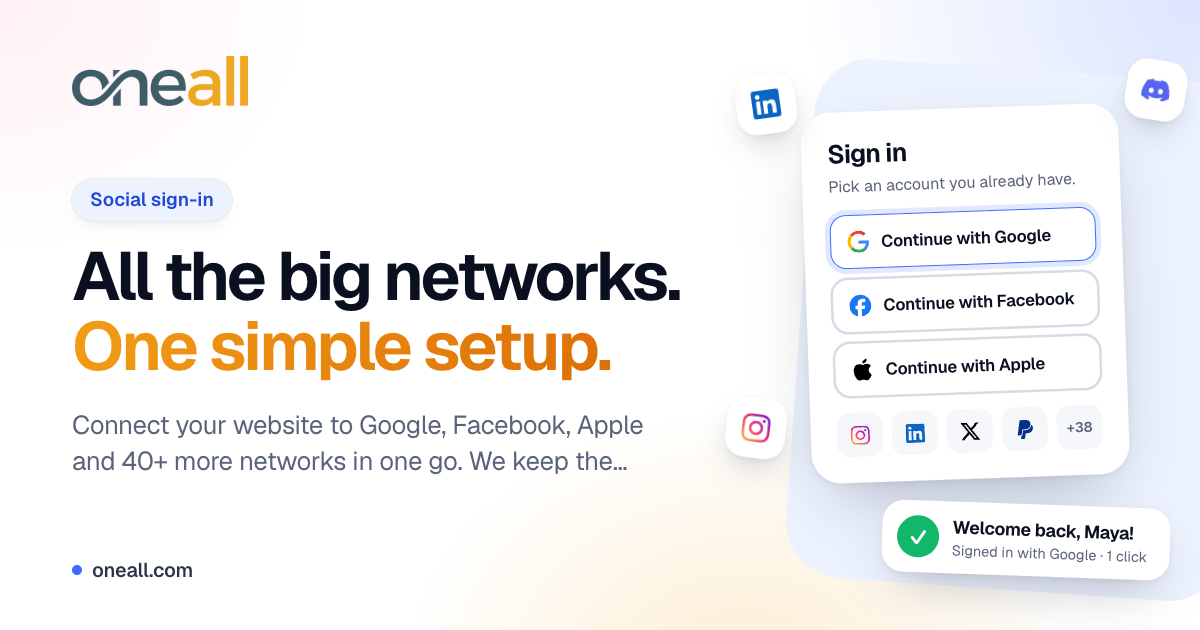 oneall
Social sign-in
All the big networks.
One simple setup.
Connect your website to Google, Facebook, Apple
and 40+ more networks in one go. We keep the...
oneall.com
in
Sign in
Pick an account you already have.
Continue with Google
Continue with Facebook
Continue with Apple
in
+38
Welcome back, Maya!
Signed in with Google · 1 click